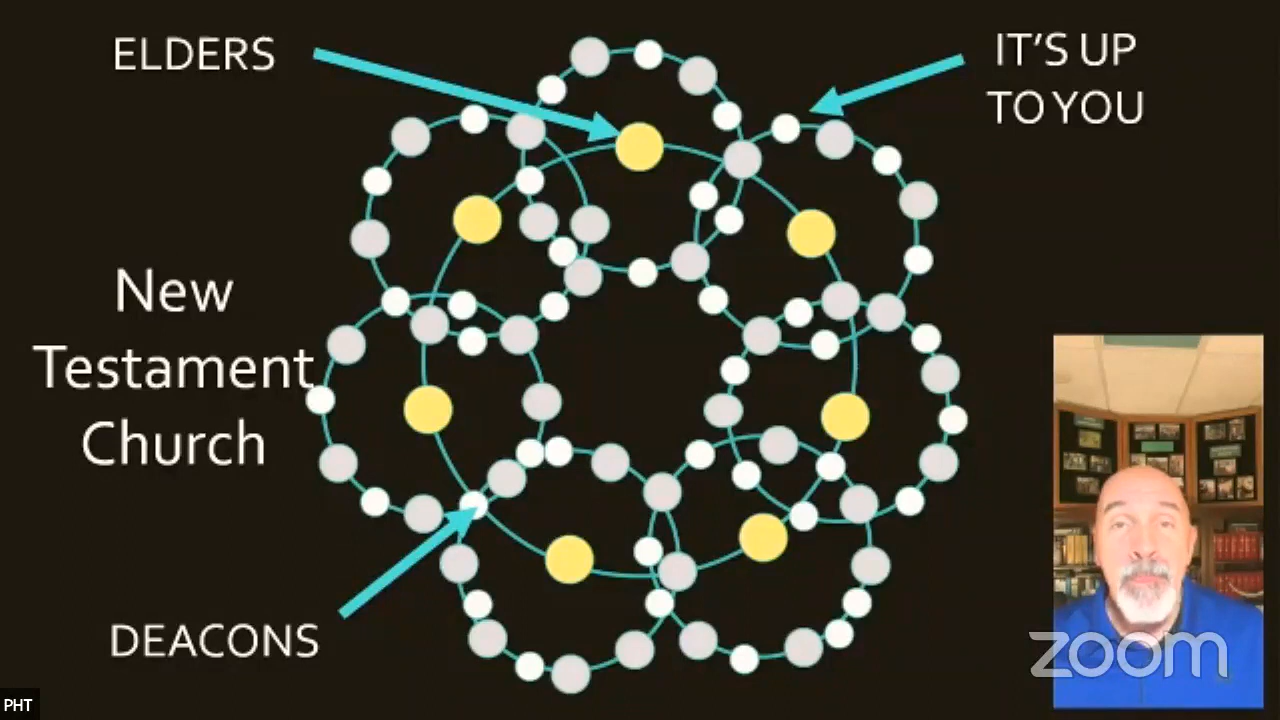 ELDERS
IT'S UP
TO YOU
New
Testament
Church
DEACONS
zoom
PHT